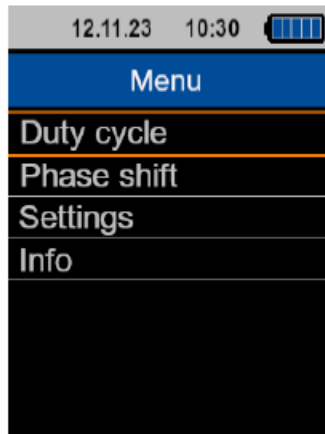 12.11.23 10:30
Menu
Duty cycle
Phase shift
Settings
Info